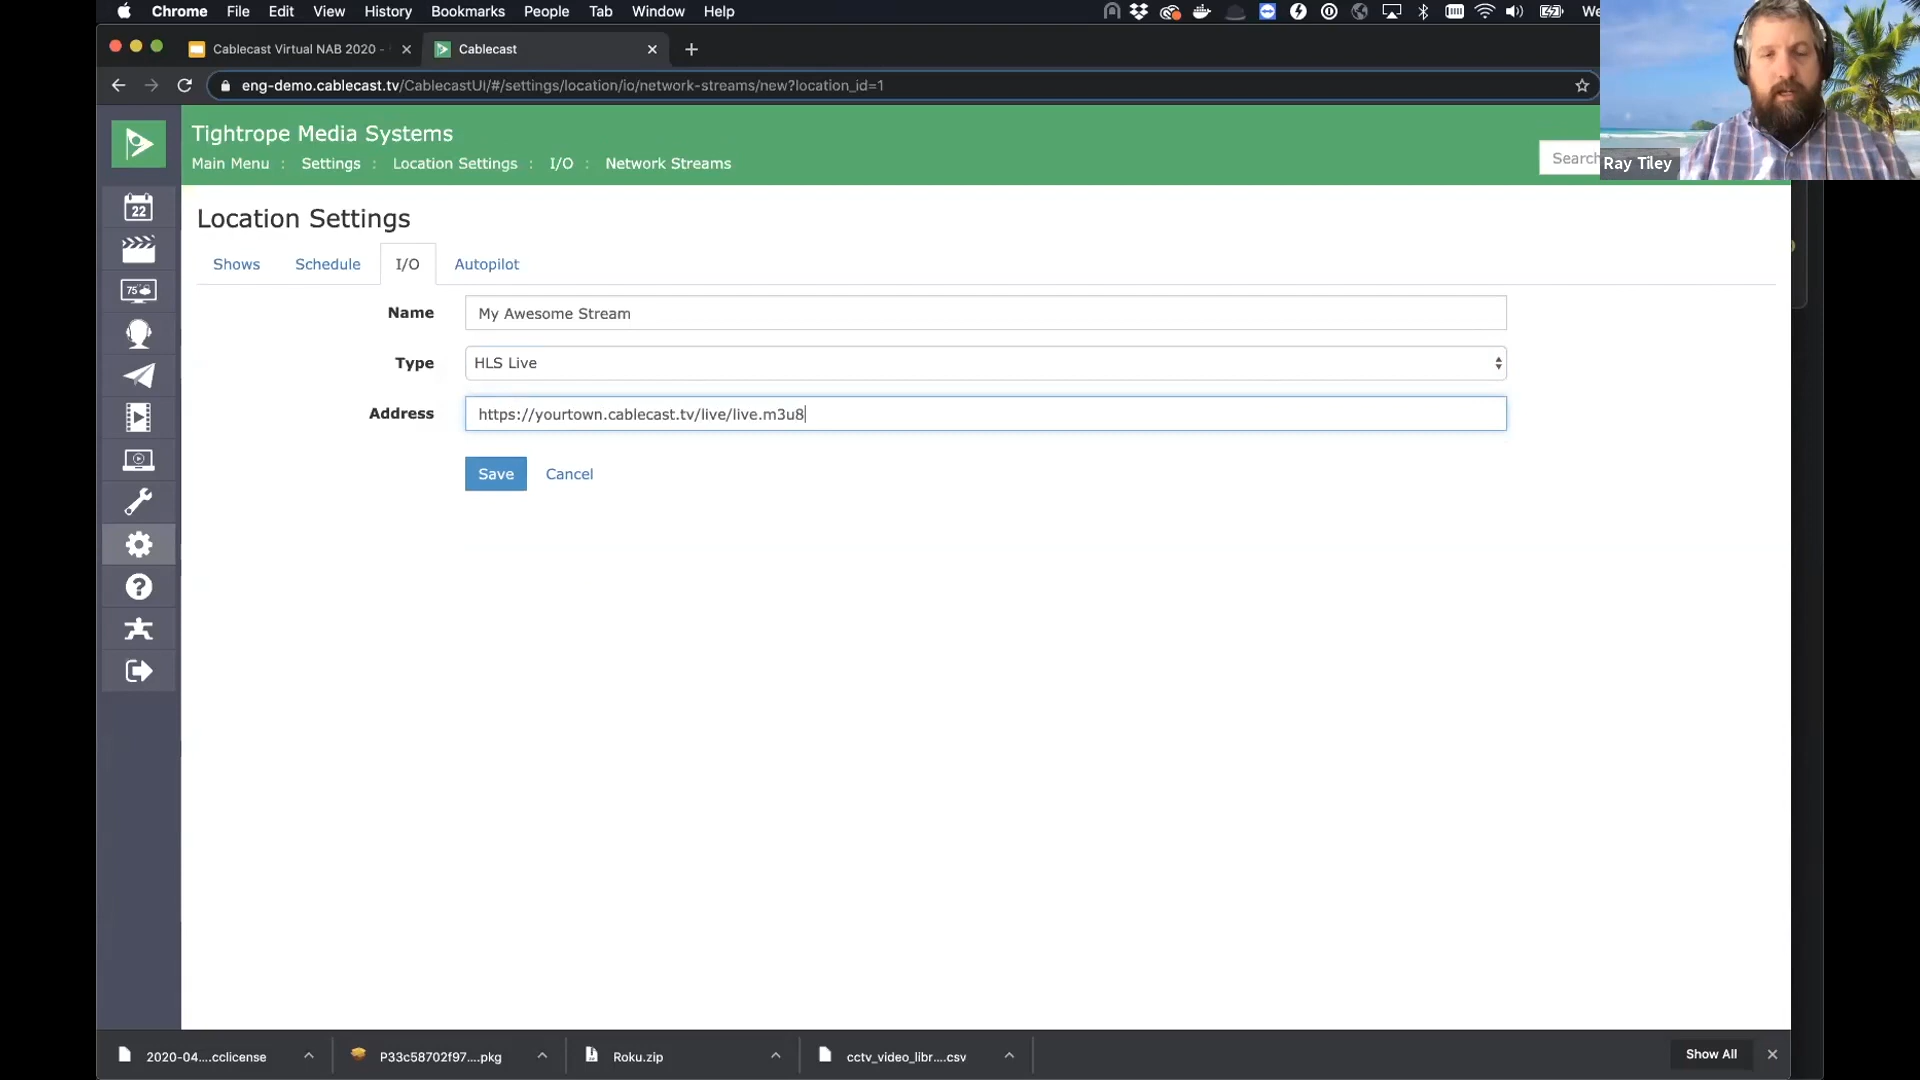 Chrome File Edit View History Bookmarks People Tab Window Help We
Cablecast Virtual NAB 2020 -
Cablecast
eng-demo.cablecast.tv/CablecastUI/#/settings/location/io/network-streams/new?location_id=1
Tightrope Media Systems
Main Menu : Settings : Location Settings : I/O : Network Streams
Search
Ray Tiley
22
75°
Location Settings
Shows Schedule I/O Autopilot
Name My Awesome Stream
Type HLS Live
Address https://yourtown.cablecast.tv/live/live.m3u8
Save Cancel
2020-04....cclicense
P33c58702f97....pkg
Roku.zip
cctv_video_libr....csv
Show All